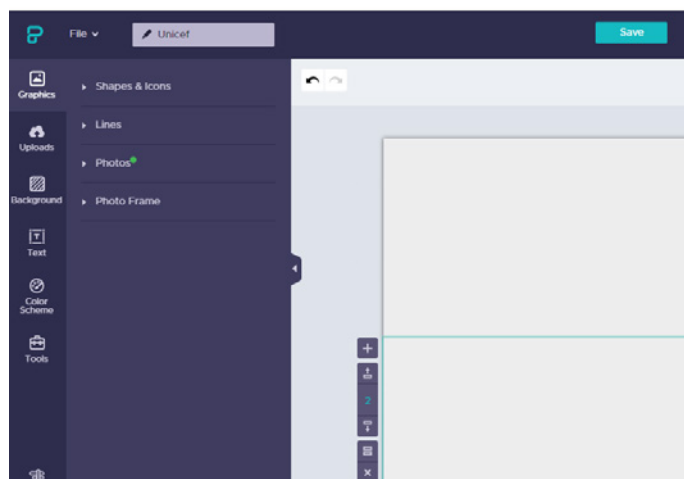 File
Unicef
Save
Graphics
Shapes & Icons
Lines
Uploads
Photos
Background
Photo Frame
Text
Color
Scheme
Tools
2